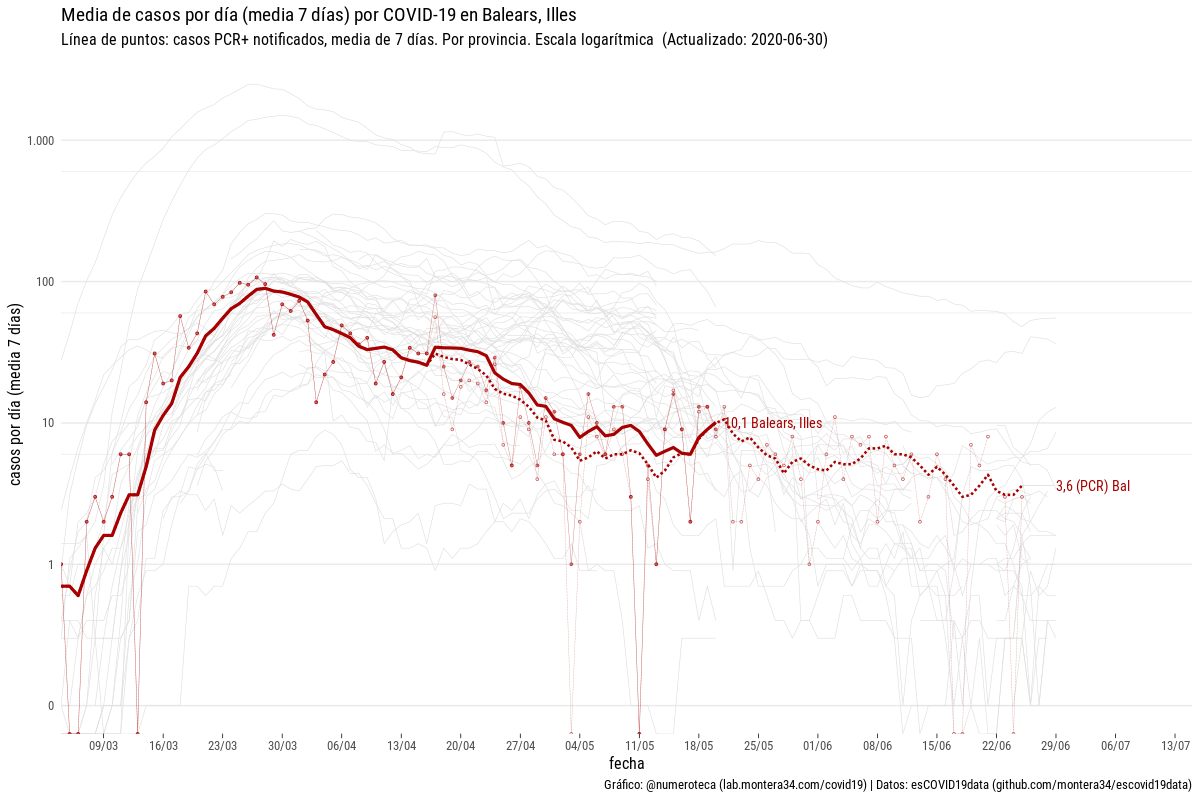 Media de casos por día (media 7 días) por COVID-19 en Balears, Illes
Línea de puntos: casos PCR+ notificados, media de 7 días. Por provincia. Escala logarítmica  (Actualizado: 2020-06-30)
casos por día (media 7 días)
1.000
100
10
1
0
10,1 Balears, Illes
3,6 (PCR) Bal
09/03 16/03 23/03 30/03 06/04 13/04 20/04 27/04 04/05 11/05 18/05 25/05 01/06 08/06 15/06 22/06 29/06 06/07 13/07
fecha
Gráfico: @numeroteca (lab.montera34.com/covid19) | Datos: esCOVID19data (github.com/montera34/escovid19data)